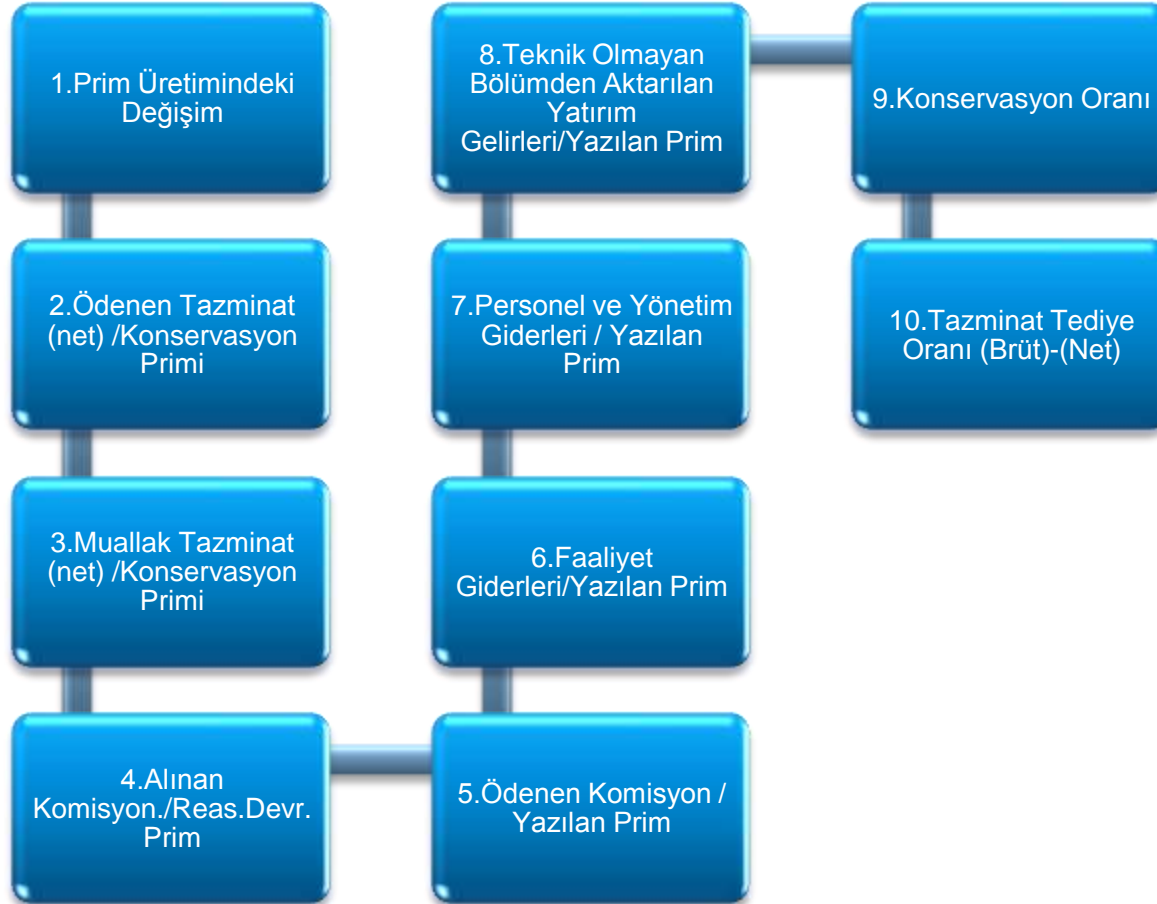 1.Prim Üretimindeki
Değişim
2.Ödenen Tazminat
(net) /Konservasyon
Primi
3.Muallak Tazminat
(net) /Konservasyon
Primi
4.Alınan
Komisyon./Reas.Devr.
Prim
5.Ödenen Komisyon /
Yazılan Prim
6.Faaliyet
Giderleri/Yazılan Prim
7.Personel ve Yönetim
Giderleri / Yazılan
Prim
8.Teknik Olmayan
Bölümden Aktarılan
Yatırım
Gelirleri/Yazılan Prim
9.Konservasyon Oranı
10.Tazminat Tediye
Oranı (Brüt)-(Net)